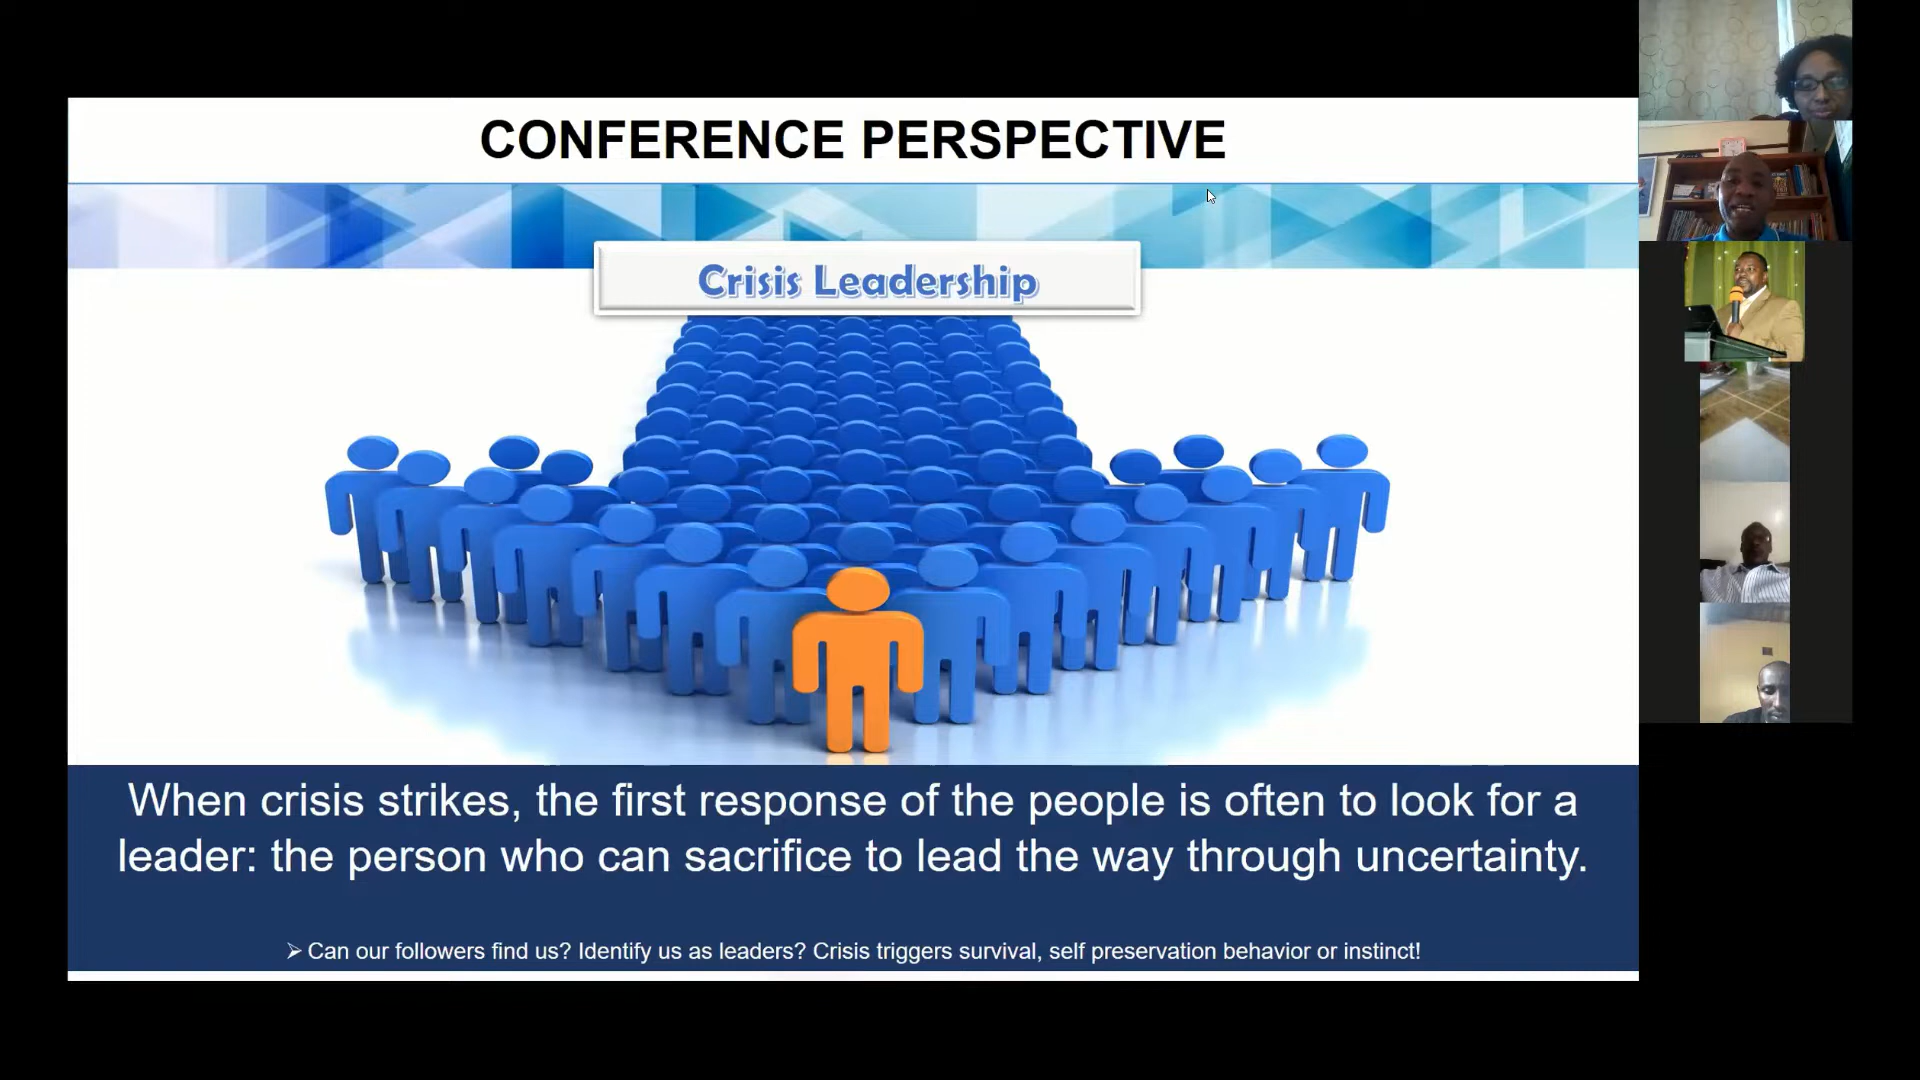 CONFERENCE PERSPECTIVE
Crisis Leadership
When crisis strikes, the first response of the people is often to look for a
leader: the person who can sacrifice to lead the way through uncertainty.
➢ Can our followers find us? Identify us as leaders? Crisis triggers survival, self preservation behavior or instinct!